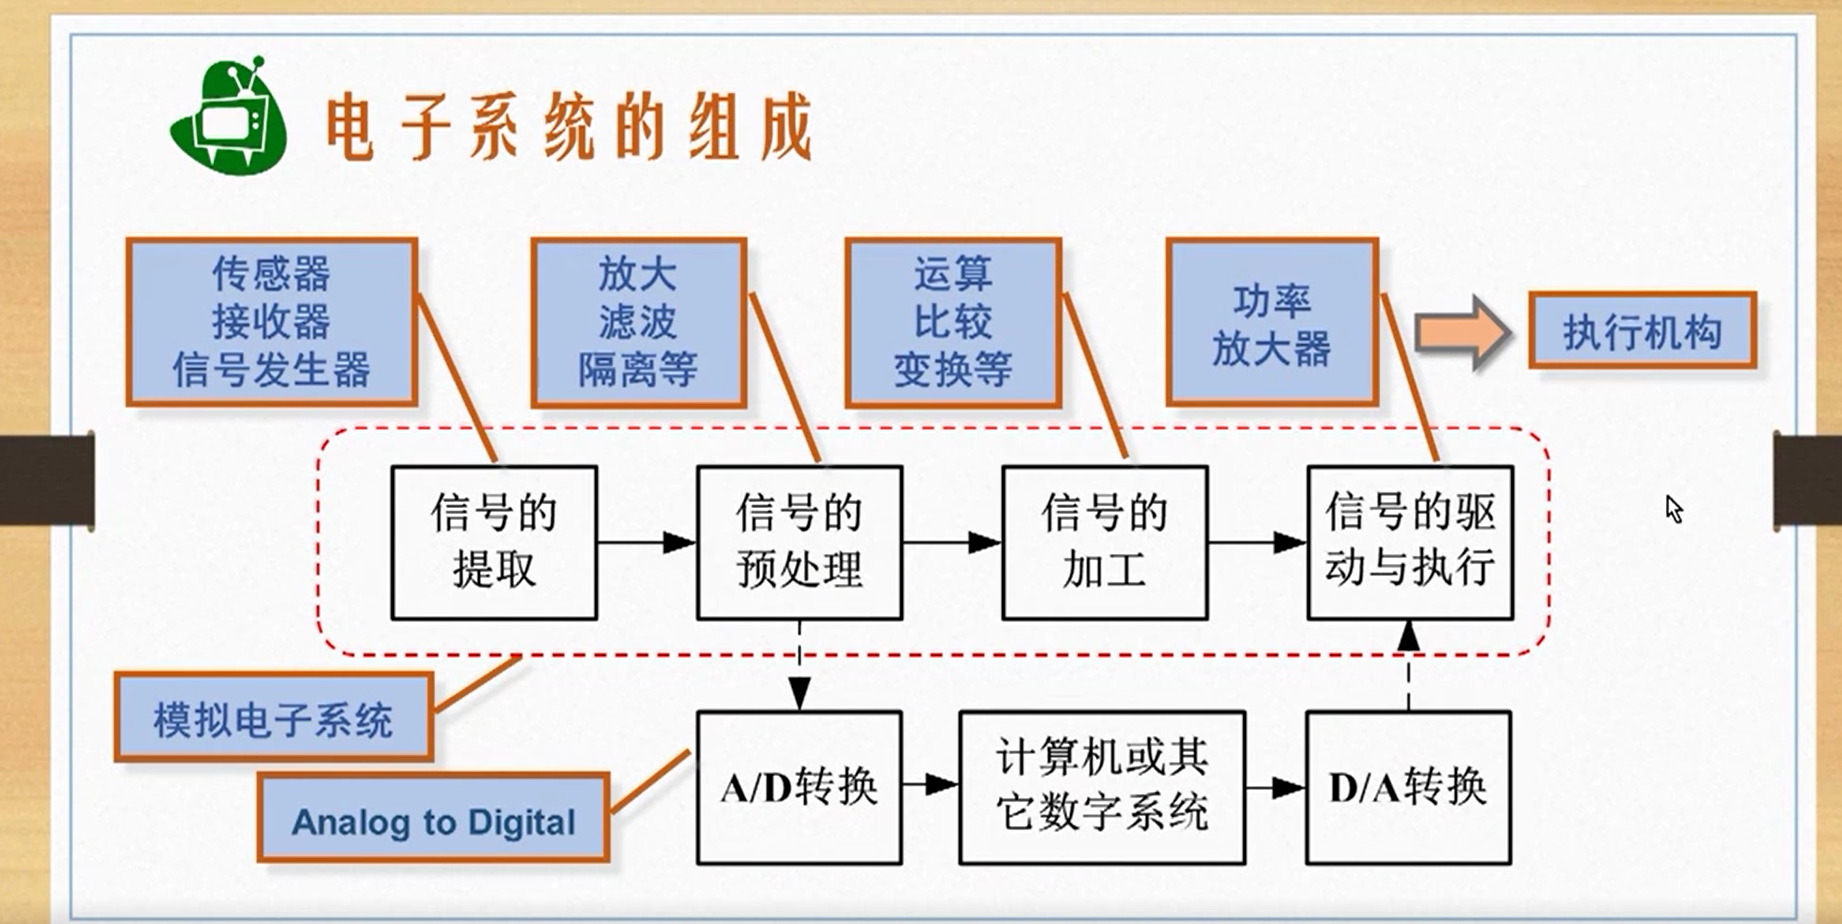 电子系统的组成
传感器
接收器
信号发生器
放大
滤波
隔离等
运算
比较
变换等
功率
放大器
执行机构
信号的
提取
信号的
预处理
信号的
加工
信号的驱
动与执行
模拟电子系统
Analog to Digital
A/D转换
计算机或其
它数字系统
D/A转换